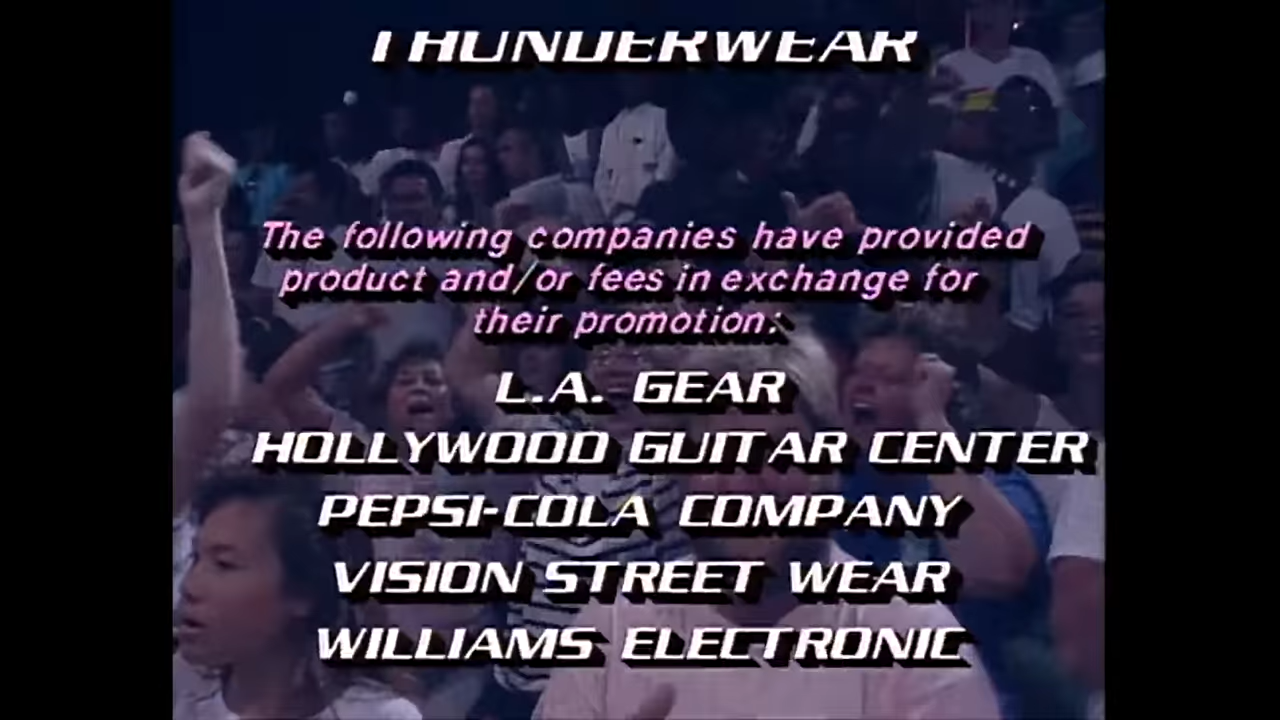 THUNDERWEAR
The following companies have provided
product and/or fees in exchange for
their promotion:
L.A. GEAR
HOLLYWOOD GUITAR CENTER
PEPSI-COLA COMPANY
VISION STREET WEAR
WILLIAMS ELECTRONIC